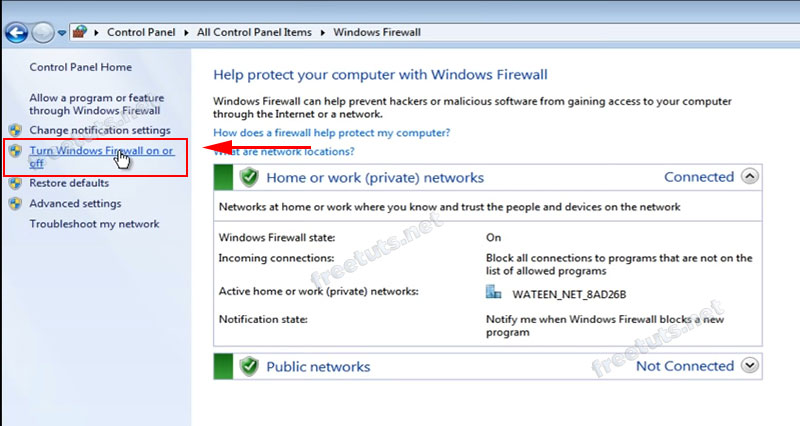 Control Panel All Control Panel Items Windows Firewall
Control Panel Home
Allow a program or feature
through Windows Firewall
Change notification settings
Turn Windows Firewall on or
off
Restore defaults
Advanced settings
Troubleshoot my network
Help protect your computer with Windows Firewall
Windows Firewall can help prevent hackers or malicious software from gaining access to your computer
through the Internet or a network.
How does a firewall help protect my computer?
What are network locations?
Home or work (private) networks Connected
Networks at home or work where you know and trust the people and devices on the network
Windows Firewall state: On
Incoming connections: Block all connections to programs that are not on the
list of allowed programs
Active home or work (private) networks: WATEEN_NET_8AD26B
Notification state: Notify me when Windows Firewall blocks a new
program
Public networks Not Connected
freetuts.net
freetuts.net
freetuts.net